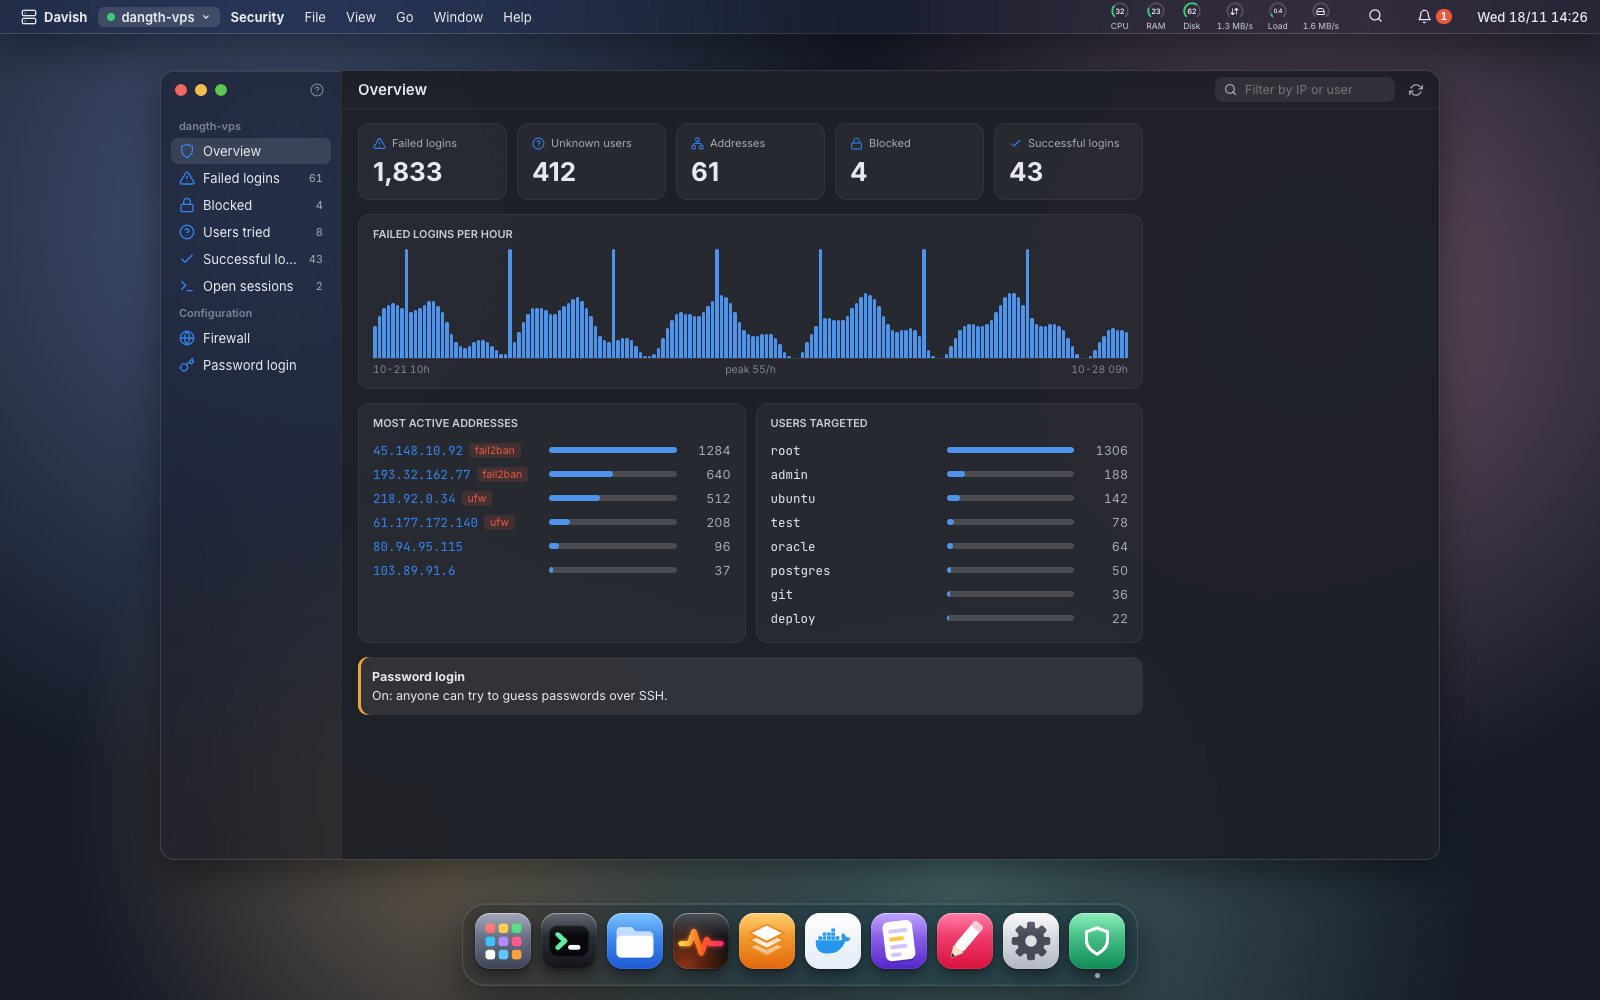 Davish dangth-vps Security File View Go Window Help
32 23 62 0.4
CPU RAM Disk 1.3 MB/s Load 1.6 MB/s
1 Wed 18/11 14:26
Overview
Filter by IP or user
dangth-vps
Overview
Failed logins 61
Blocked 4
Users tried 8
Successful lo... 43
Open sessions 2
Configuration
Firewall
Password login
Failed logins
1,833
Unknown users
412
Addresses
61
Blocked
4
Successful logins
43
FAILED LOGINS PER HOUR
10-21 10h peak 55/h 10-28 09h
MOST ACTIVE ADDRESSES
45.148.10.92 fail2ban 1284
193.32.162.77 fail2ban 640
218.92.0.34 ufw 512
61.177.172.140 ufw 208
80.94.95.115 96
103.89.91.6 37
USERS TARGETED
root 1306
admin 188
ubuntu 142
test 78
oracle 64
postgres 50
git 36
deploy 22
Password login
On: anyone can try to guess passwords over SSH.